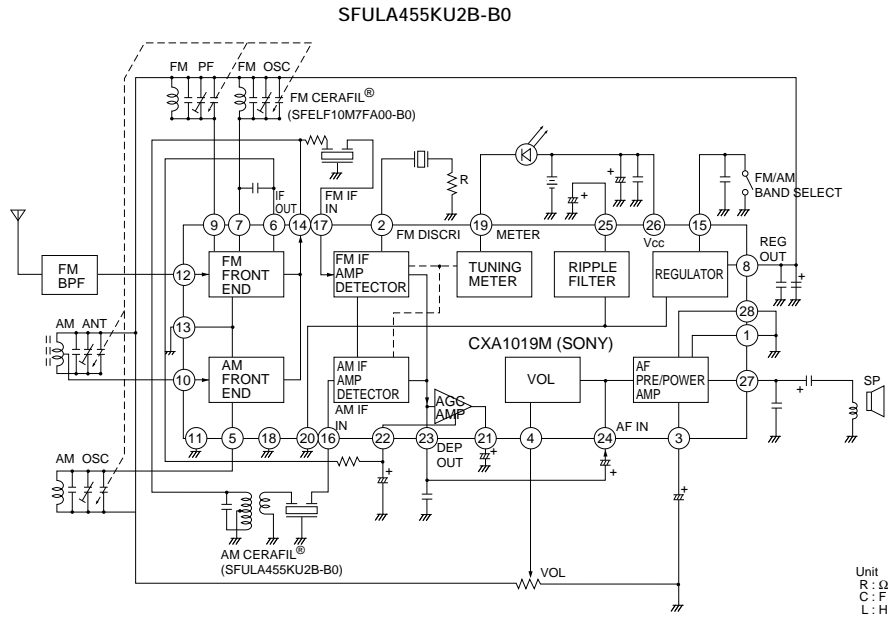 SFULA455KU2B-B0
FM PF FM OSC
FM CERAFIL®
(SFELF10M7FA00-B0)
R
FM/AM
BAND SELECT
IF
OUT
FM IF
IN
9 7 6 14 17 2 19 25 26 15
FM DISCRI
METER
Vcc
REG
OUT
8
FM
BPF
12
FM
FRONT
END
FM IF
AMP
DETECTOR
TUNING
METER
RIPPLE
FILTER
REGULATOR
28
13
1
AM ANT
CXA1019M (SONY)
10
AM
FRONT
END
AM IF
AMP
DETECTOR
VOL
AF
PRE/POWER
AMP
27
SP
AGC
AMP
AM IF
IN
11 5 18 20 16 22 23 21 4 24 3
DEP
OUT
AF IN
AM OSC
AM CERAFIL®
(SFULA455KU2B-B0)
VOL
Unit
R : Ω
C : F
L : H